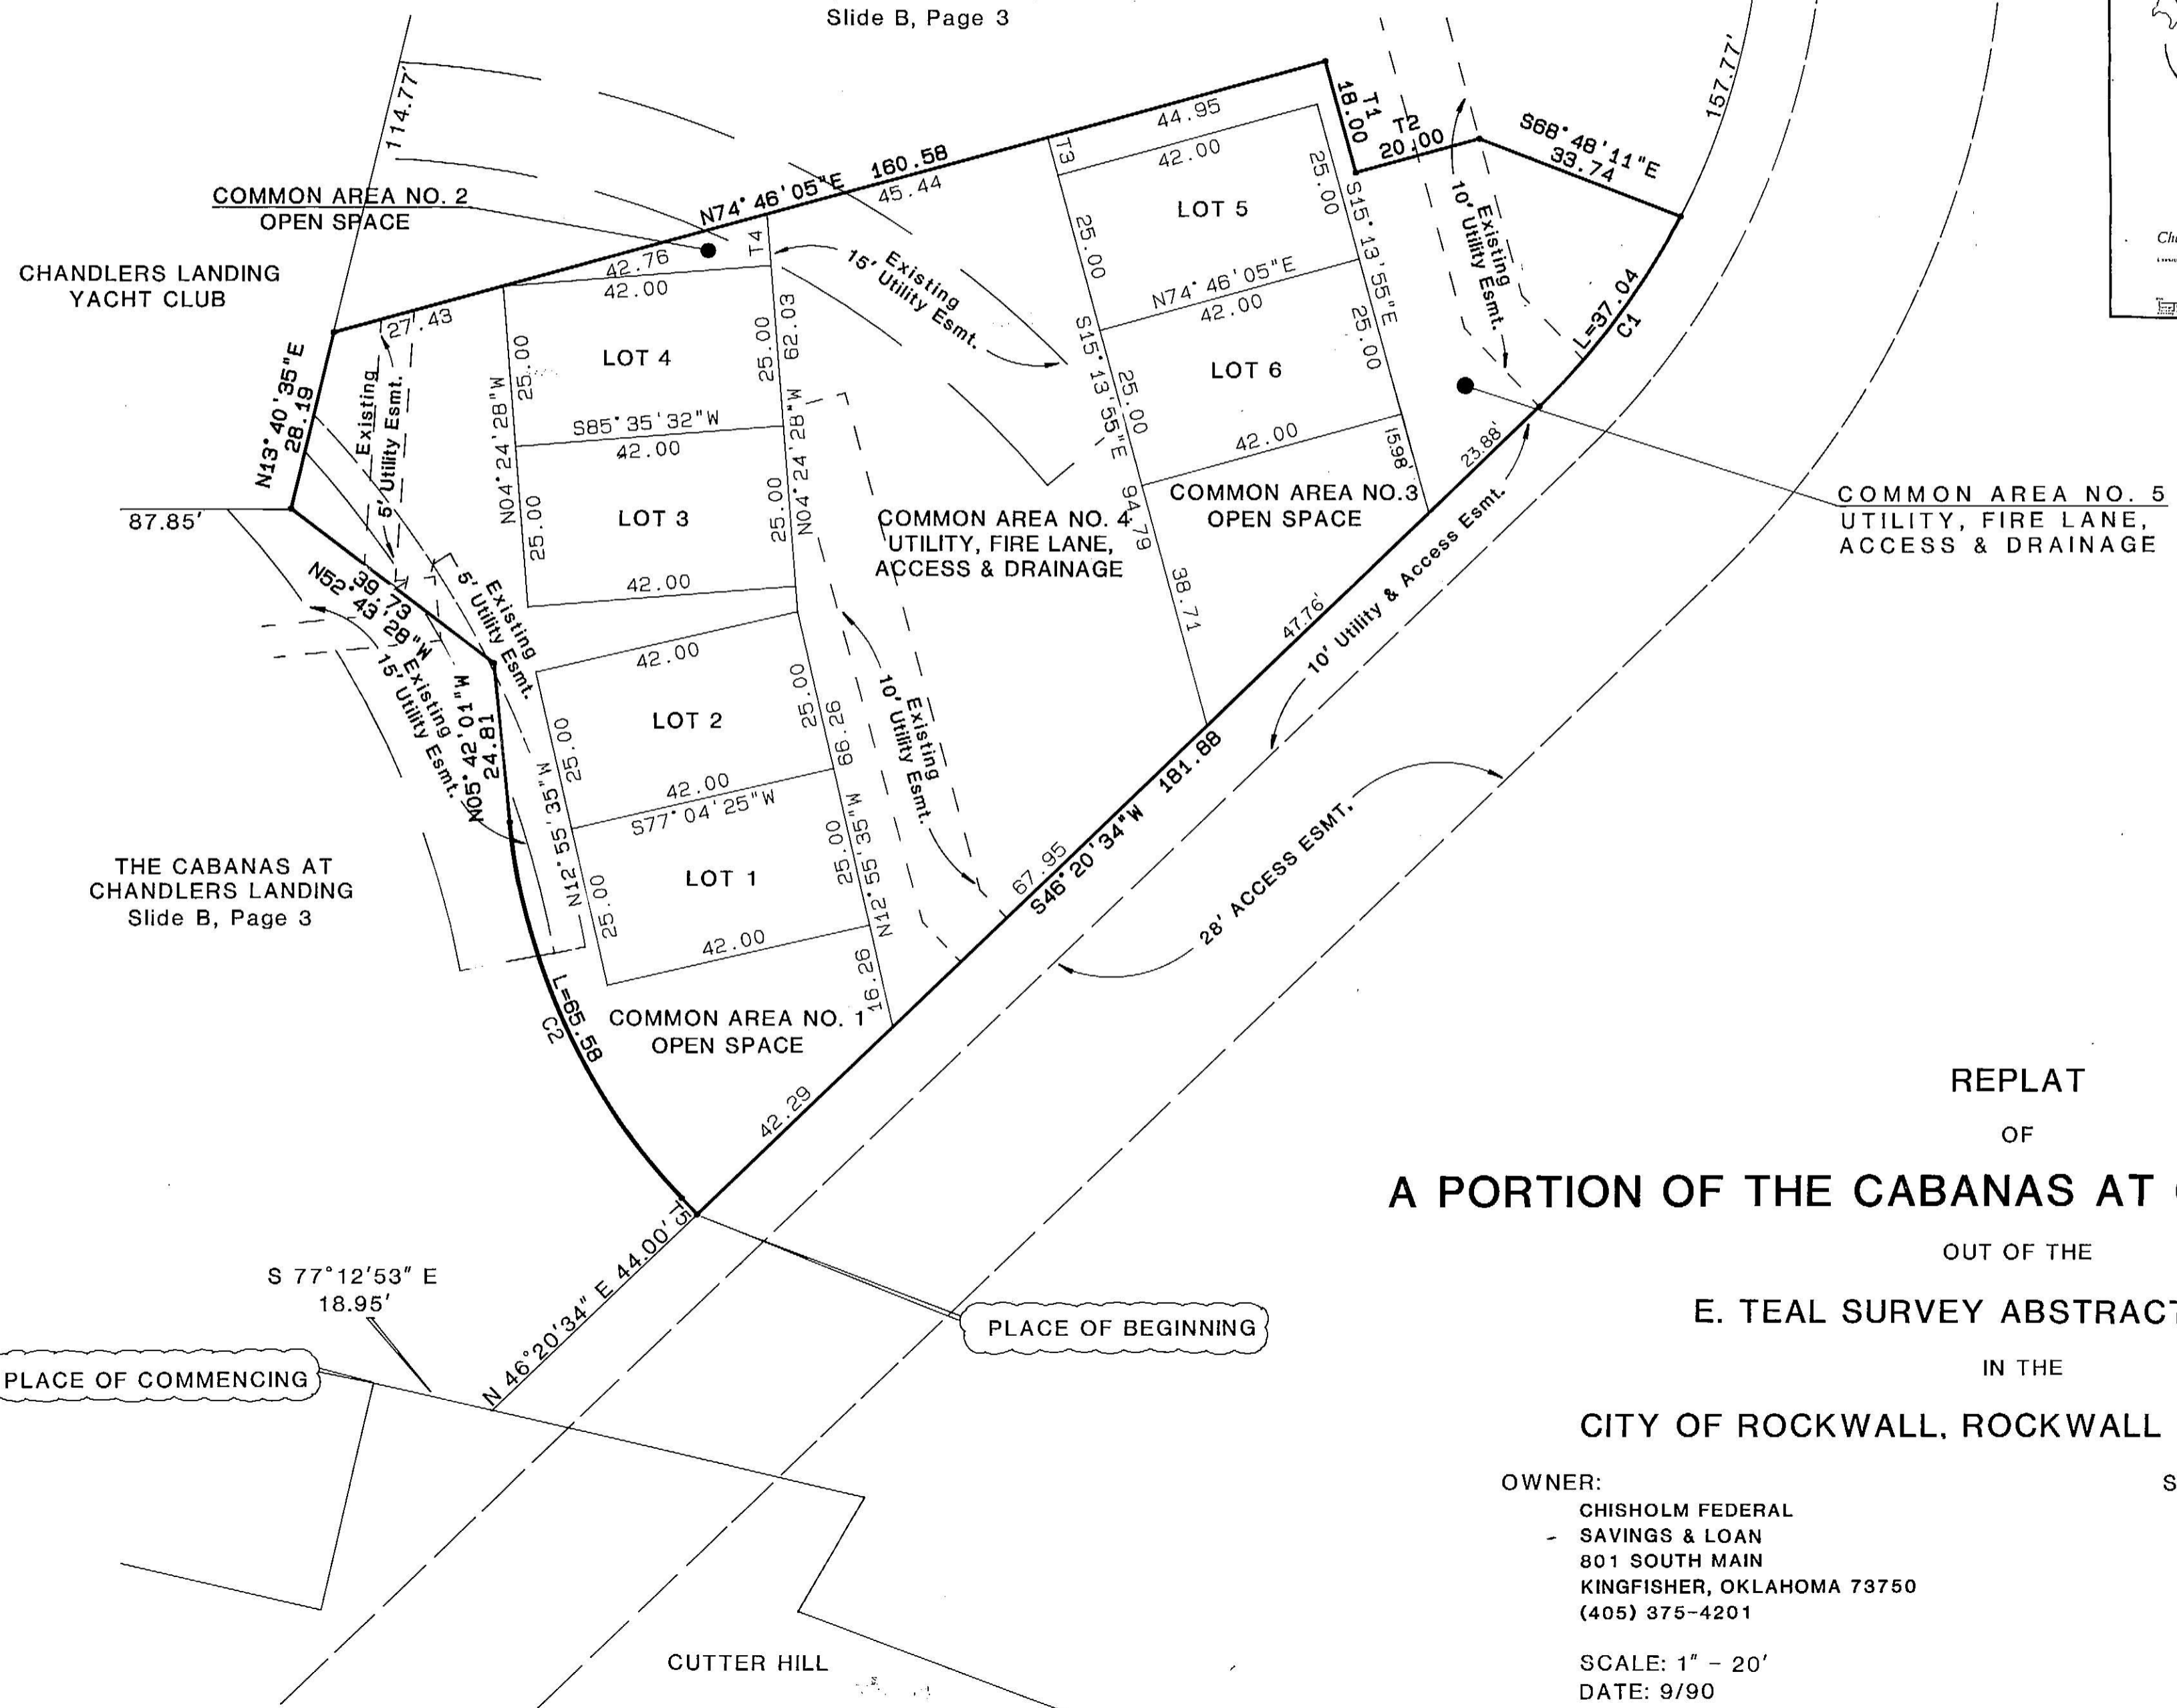 Slide B, Page 3
114.77'
157.77'
COMMON AREA NO. 2
OPEN SPACE
CHANDLERS LANDING
YACHT CLUB
N74°46'05"E 160.58
44.95
45.44
42.76
27.43
T1
18.00
T2
20.00
S68°48'11"E
33.74
L=37.04
C1
Existing
10' Utility Esmt.
T3
42.00
25.00
25.00
LOT 5
S15°13'55"E
N74°46'05"E
42.00
25.00
25.00
LOT 6
S15°13'55"E
94.79
42.00
15.98'
38.71
COMMON AREA NO.3
OPEN SPACE
23.88'
47.76'
10' Utility & Access Esmt.
COMMON AREA NO. 5
UTILITY, FIRE LANE,
ACCESS & DRAINAGE
T4
Existing
15' Utility Esmt.
42.00
LOT 4
25.00
25.00
62.03
N04°24'28"W
N04°24'28"W
S85°35'32"W
42.00
LOT 3
25.00
25.00
42.00
COMMON AREA NO. 4
UTILITY, FIRE LANE,
ACCESS & DRAINAGE
N13°40'35"E
28.19
Existing
5' Utility Esmt.
87.85'
39.73
N52°43'28"W
Existing
5' Utility Esmt.
Existing
15' Utility Esmt.
N05°42'01"W
24.81
42.00
LOT 2
25.00
25.00
66.26
42.00
S77°04'25"W
N12°55'35"W
N12°55'35"W
LOT 1
25.00
25.00
42.00
16.26
Existing
10' Utility Esmt.
67.95
S46°20'34"W 181.88
28' ACCESS ESMT.
THE CABANAS AT
CHANDLERS LANDING
Slide B, Page 3
L=65.58
C2
COMMON AREA NO. 1
OPEN SPACE
42.29
T5
N 46°20'34" E 44.00'
S 77°12'53" E
18.95'
PLACE OF BEGINNING
PLACE OF COMMENCING
CUTTER HILL
REPLAT
OF
A PORTION OF THE CABANAS AT
OUT OF THE
E. TEAL SURVEY ABSTRACT
IN THE
CITY OF ROCKWALL, ROCKWALL
OWNER:
CHISHOLM FEDERAL
SAVINGS & LOAN
801 SOUTH MAIN
KINGFISHER, OKLAHOMA 73750
(405) 375-4201
SCALE: 1" - 20'
DATE: 9/90